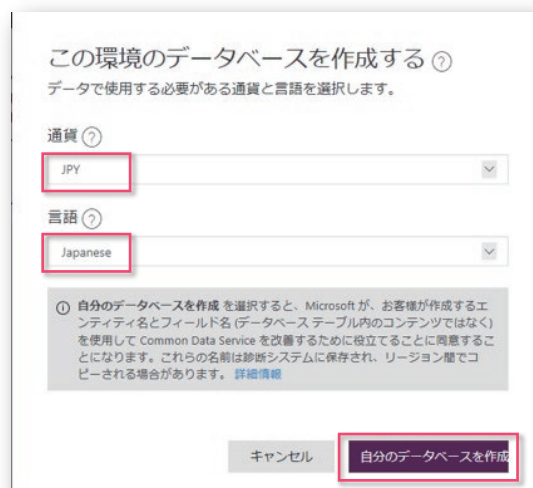 この環境のデータベースを作成する ?
データで使用する必要がある通貨と言語を選択します。
通貨 ?
JPY
言語 ?
Japanese
自分のデータベースを作成 を選択すると、Microsoft が、お客様が作成するエ
ンティティ名とフィールド名 (データベース テーブル内のコンテンツではなく)
を使用して Common Data Service を改善するために役立てることに同意するこ
とになります。これらの名前は診断システムに保存され、リージョン間でコ
ピーされる場合があります。 詳細情報
キャンセル
自分のデータベースを作成